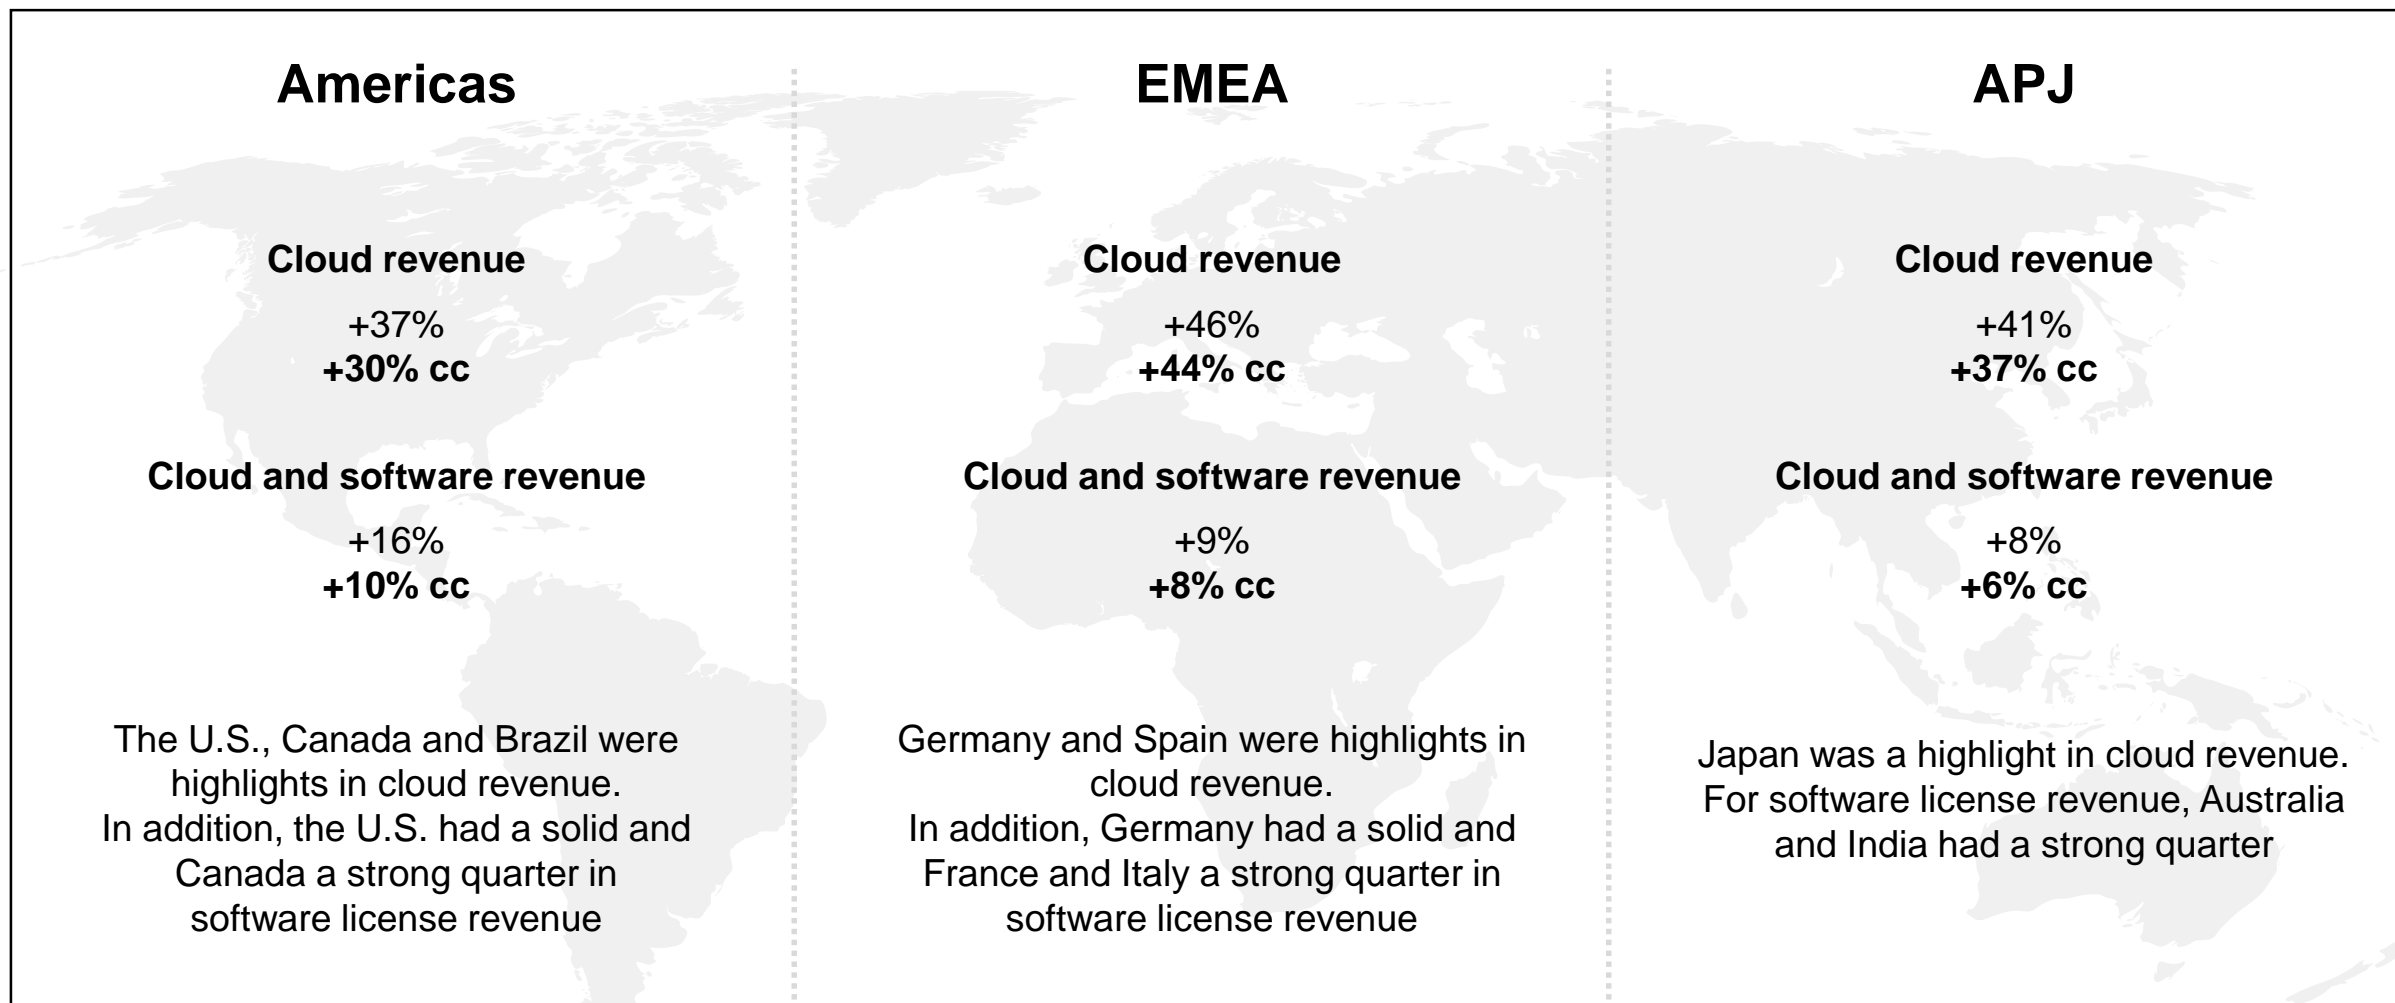 Americas
Cloud revenue
+37%
+30% cc
Cloud and software revenue
+16%
+10% cc
The U.S., Canada and Brazil were
highlights in cloud revenue.
In addition, the U.S. had a solid and
Canada a strong quarter in
software license revenue
EMEA
Cloud revenue
+46%
+44% cc
Cloud and software revenue
+9%
+8% cc
Germany and Spain were highlights in
cloud revenue.
In addition, Germany had a solid and
France and Italy a strong quarter in
software license revenue
APJ
Cloud revenue
+41%
+37% cc
Cloud and software revenue
+8%
+6% cc
Japan was a highlight in cloud revenue.
For software license revenue, Australia
and India had a strong quarter